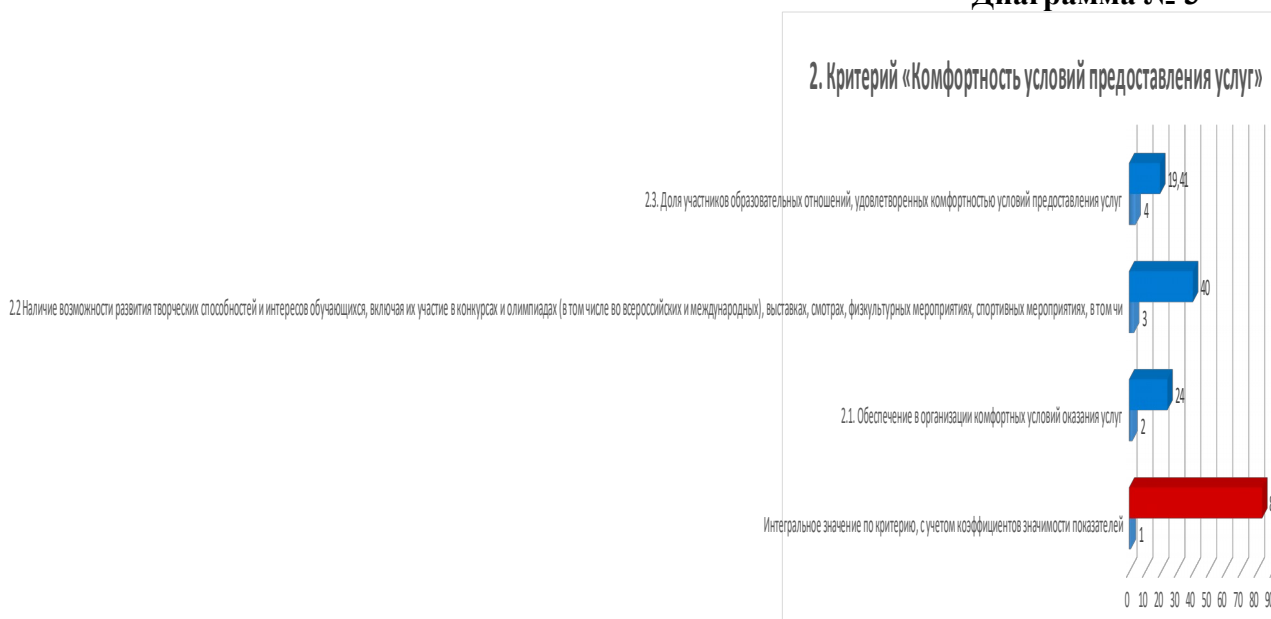 Диаграмма № 3
2. Критерий «Комфортность условий предоставления услуг»
2.3. Доля участников образовательных отношений, удовлетворенных комфортностью условий предоставления услуг
19,41
4
2.2 Наличие возможности развития творческих способностей и интересов обучающихся, включая их участие в конкурсах и олимпиадах (в том числе во всероссийских и международных), выставках, смотрах, физкультурных мероприятиях, спортивных мероприятиях, в том чи
40
3
2.1. Обеспечение в организации комфортных условий оказания услуг
24
2
Интегральное значение по критерию, с учетом коэффициентов значимости показателей
1
0 10 20 30 40 50 60 70 80